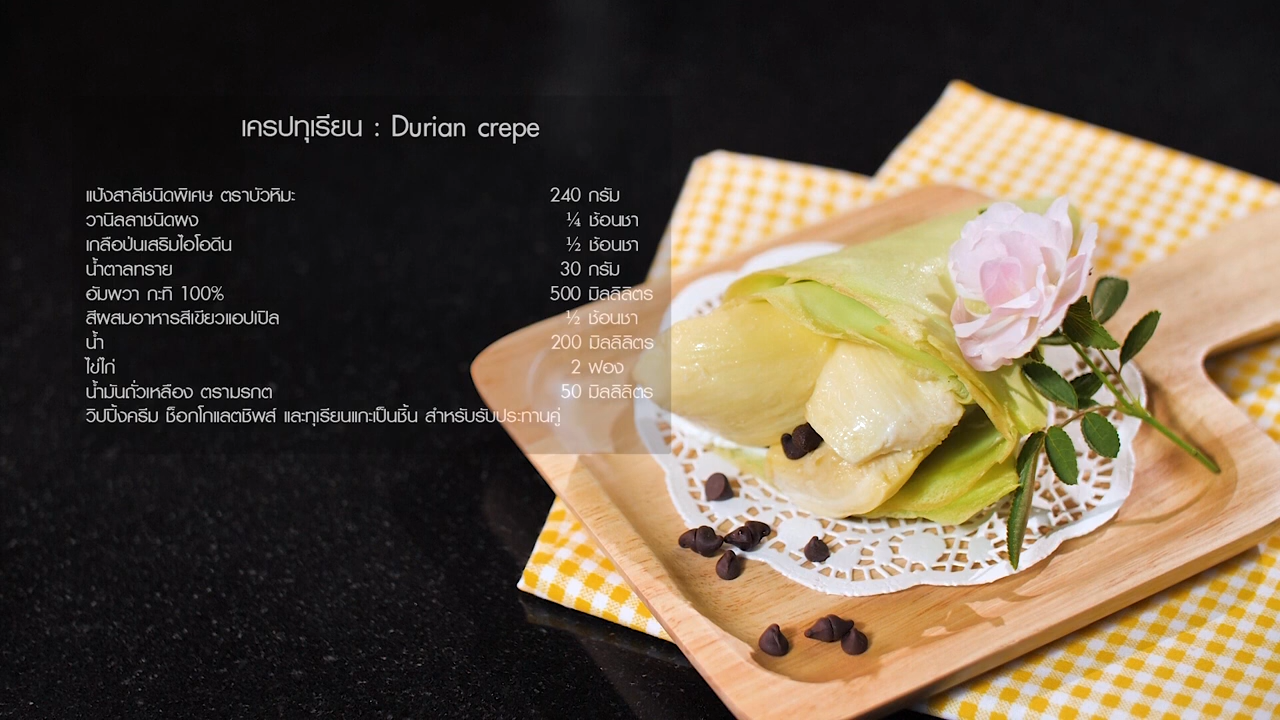 เครปทุเรียน : Durian crepe
แป้งสาลีชนิดพิเศษ ตราบัวหิมะ 240 กรัม
วานิลลาชนิดผง ¼ ช้อนชา
เกลือป่นเสริมไอโอดีน ½ ช้อนชา
น้ำตาลทราย 30 กรัม
อัมพวา กะทิ 100% 500 มิลลิลิตร
สีผสมอาหารสีเขียวแอปเปิล ½ ช้อนชา
น้ำ 200 มิลลิลิตร
ไข่ไก่ 2 ฟอง
น้ำมันถั่วเหลือง ตรามรกต 50 มิลลิลิตร
วิปปิ้งครีม ช็อกโกแลตชิพส์ และทุเรียนแกะเป็นชิ้น สำหรับรับประทานคู่